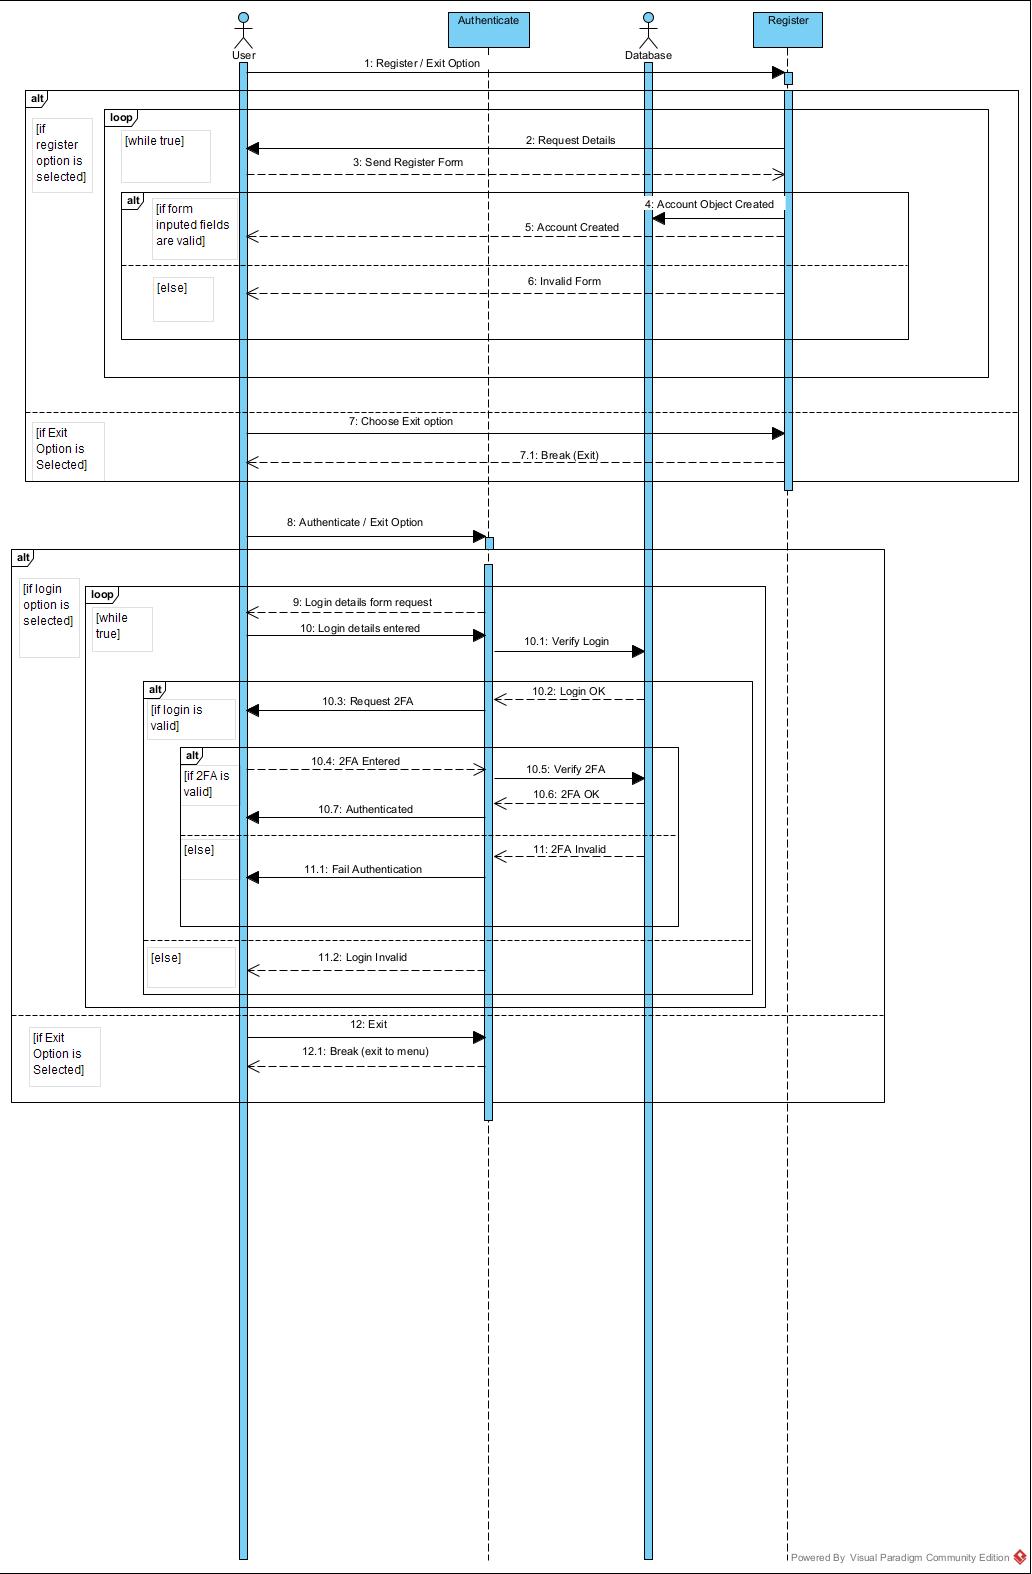 Authenticate
Register
User
Database
1: Register / Exit Option
alt
loop
[if
register
option is
selected]
[while true]
2: Request Details
3: Send Register Form
alt
[if form
inputed fields
are valid]
4: Account Object Created
5: Account Created
[else]
6: Invalid Form
[if Exit
Option is
Selected]
7: Choose Exit option
7.1: Break (Exit)
8: Authenticate / Exit Option
alt
[if login
option is
selected]
loop
[while
true]
9: Login details form request
10: Login details entered
10.1: Verify Login
alt
[if login is
valid]
10.2: Login OK
10.3: Request 2FA
alt
[if 2FA is
valid]
10.4: 2FA Entered
10.5: Verify 2FA
10.6: 2FA OK
10.7: Authenticated
[else]
11: 2FA Invalid
11.1: Fail Authentication
[else]
11.2: Login Invalid
[if Exit
Option is
Selected]
12: Exit
12.1: Break (exit to menu)
Powered By Visual Paradigm Community Edition